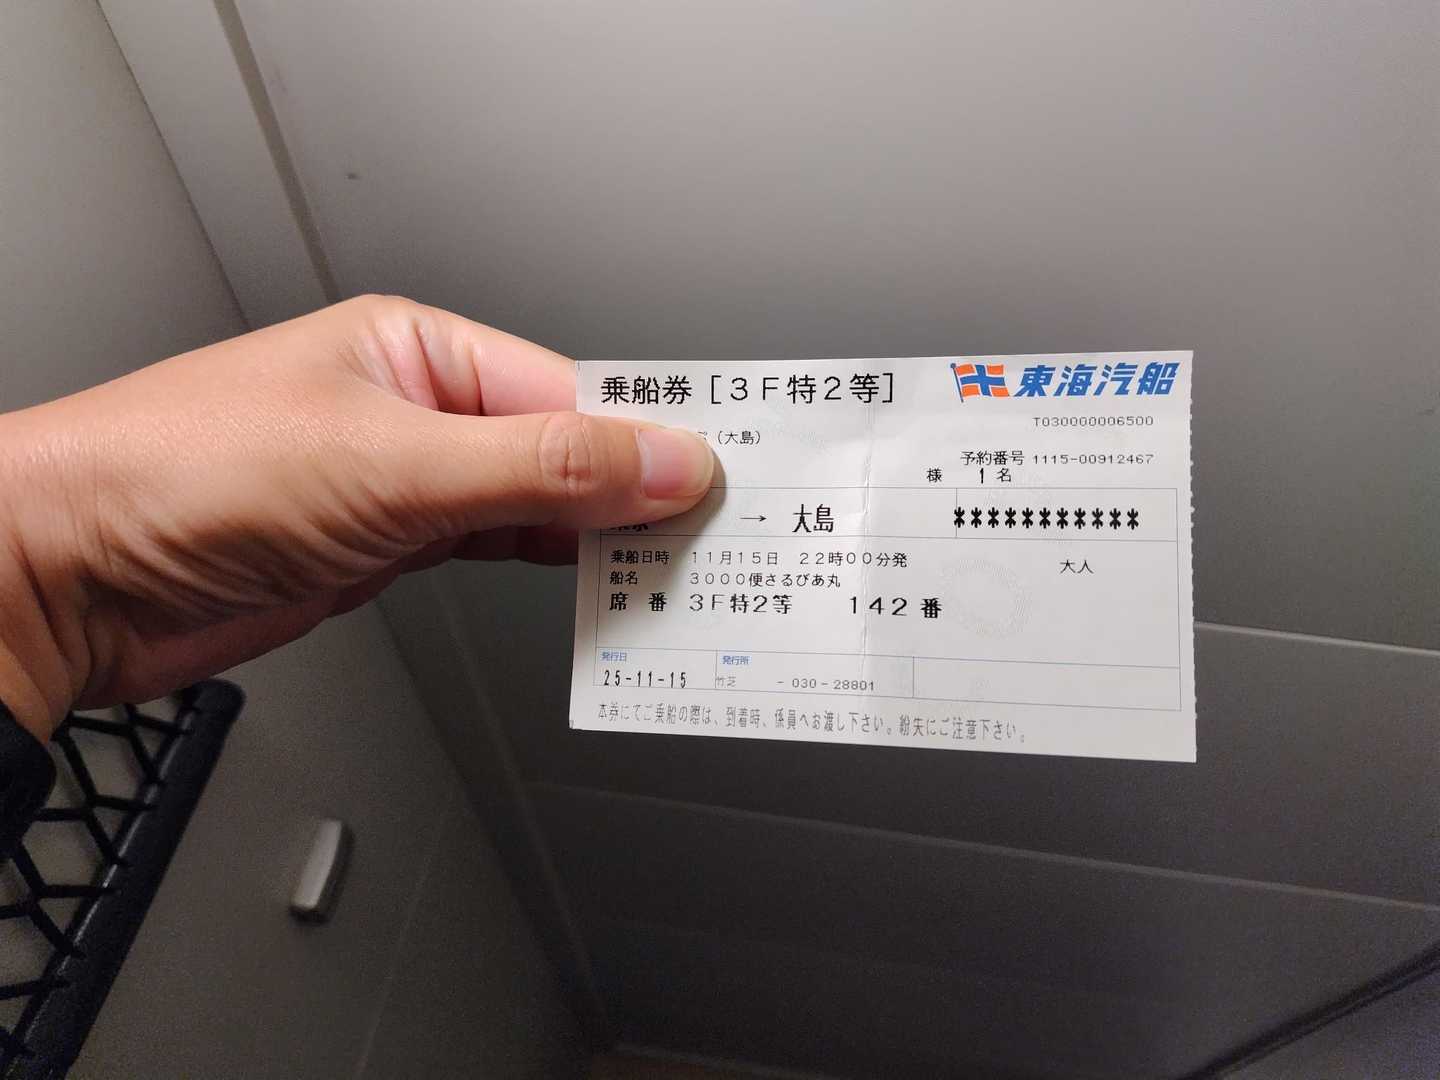 乗船券［３Ｆ特２等］
東海汽船
T030000006500
（大島）
予約番号 1115-00912467
様 1 名
→ 大島 ***********
乗船日時 １１月１５日 ２２時００分発
大人
船名 ３０００便さるびあ丸
席 番 ３Ｆ特２等 １４２番
発行日 発行所
25-11-15 竹芝 -030-28801
本券にてご乗船の際は、到着時、係員へお渡し下さい。紛失にご注意下さい。